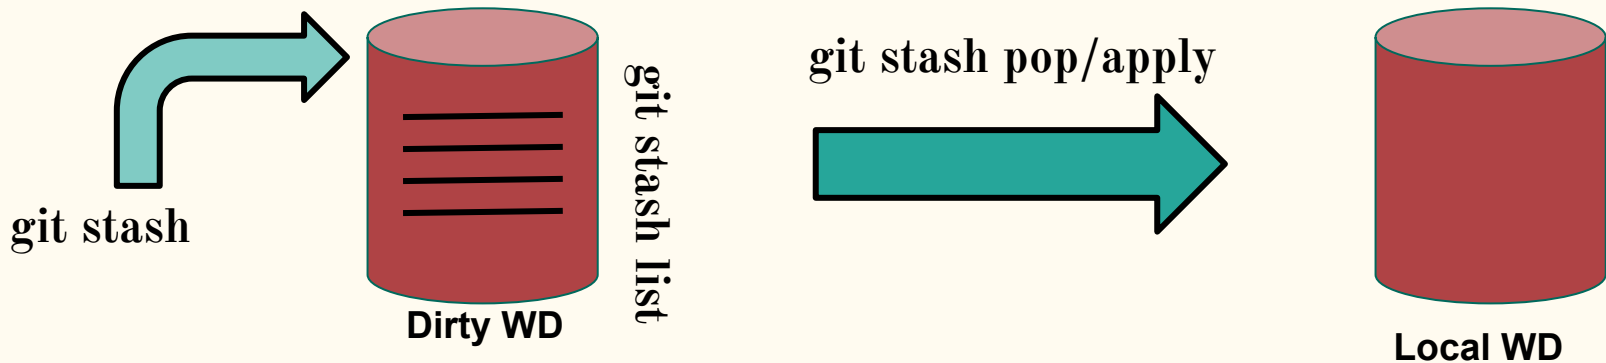 git stash
Dirty WD
git stash list
git stash pop/apply
Local WD